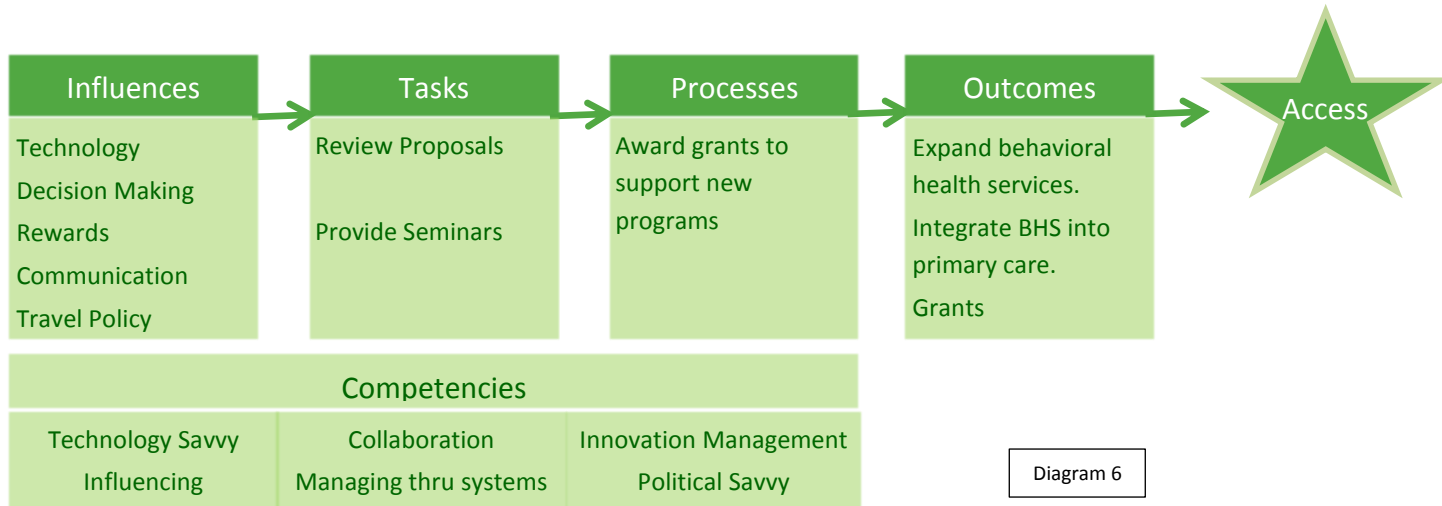 Influences
Technology
Decision Making
Rewards
Communication
Travel Policy
Tasks
Review Proposals
Provide Seminars
Processes
Award grants to
support new
programs
Outcomes
Expand behavioral
health services.
Integrate BHS into
primary care.
Grants
Access
Competencies
Technology Savvy
Influencing
Collaboration
Managing thru systems
Innovation Management
Political Savvy
Diagram 6